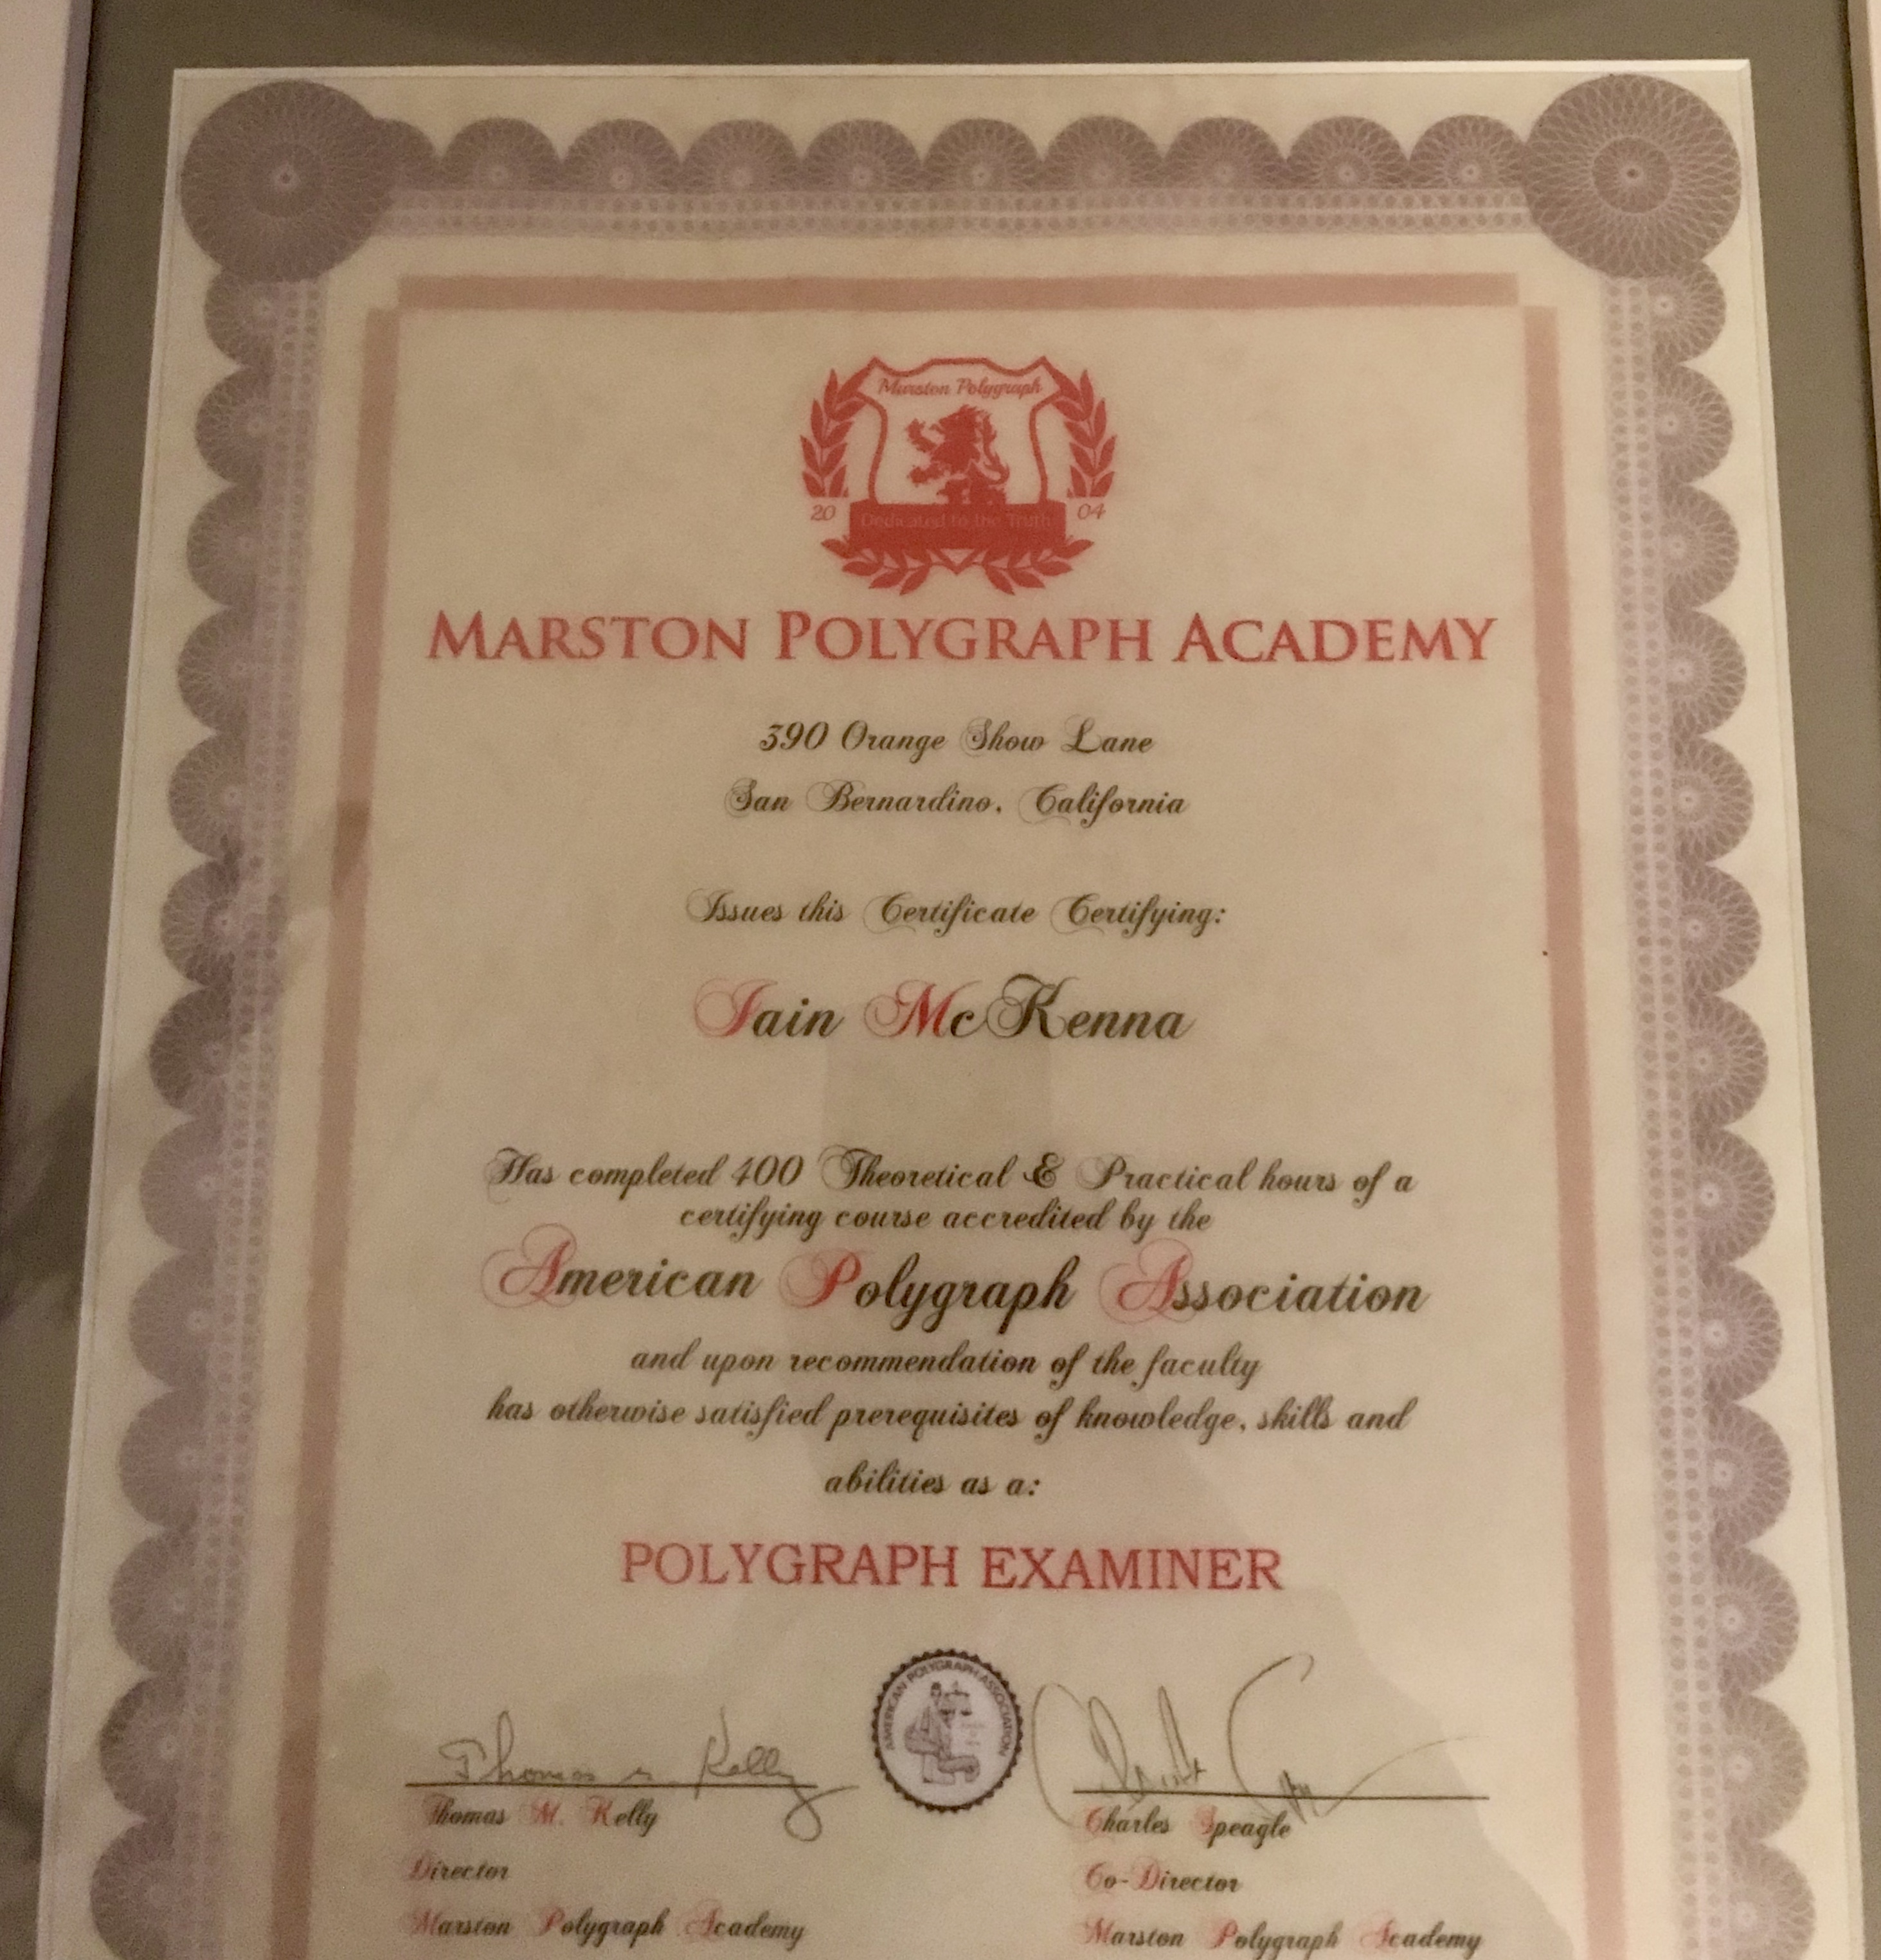 Marston Polygraph
20 04
Dedicated to the Truth
MARSTON POLYGRAPH ACADEMY
390 Orange Show Lane
San Bernardino, California
Issues this Certificate Certifying:
Iain McKenna
Has completed 400 Theoretical & Practical hours of a
certifying course accredited by the
American Polygraph Association
and upon recommendation of the faculty
has otherwise satisfied prerequisites of knowledge, skills and
abilities as a:
POLYGRAPH EXAMINER
AMERICAN POLYGRAPH ASSOCIATION
Thomas M. Kelly
Thomas M. Kelly
Director
Marston Polygraph Academy
Charles Speagle
Co-Director
Marston Polygraph Academy